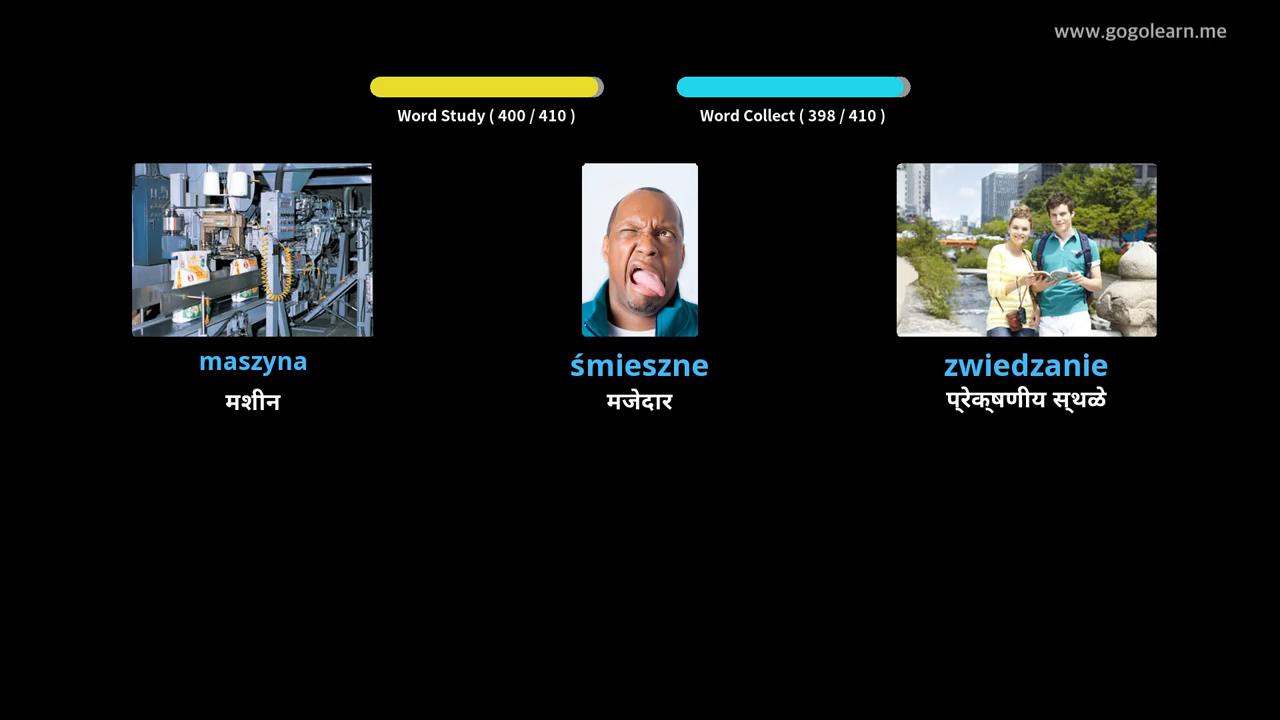 www.gogolearn.me
Word Study ( 400 / 410 )
Word Collect ( 398 / 410 )
maszyna
śmieszne
zwiedzanie
मशीन
मजेदार
प्रेक्षणीय स्थळे